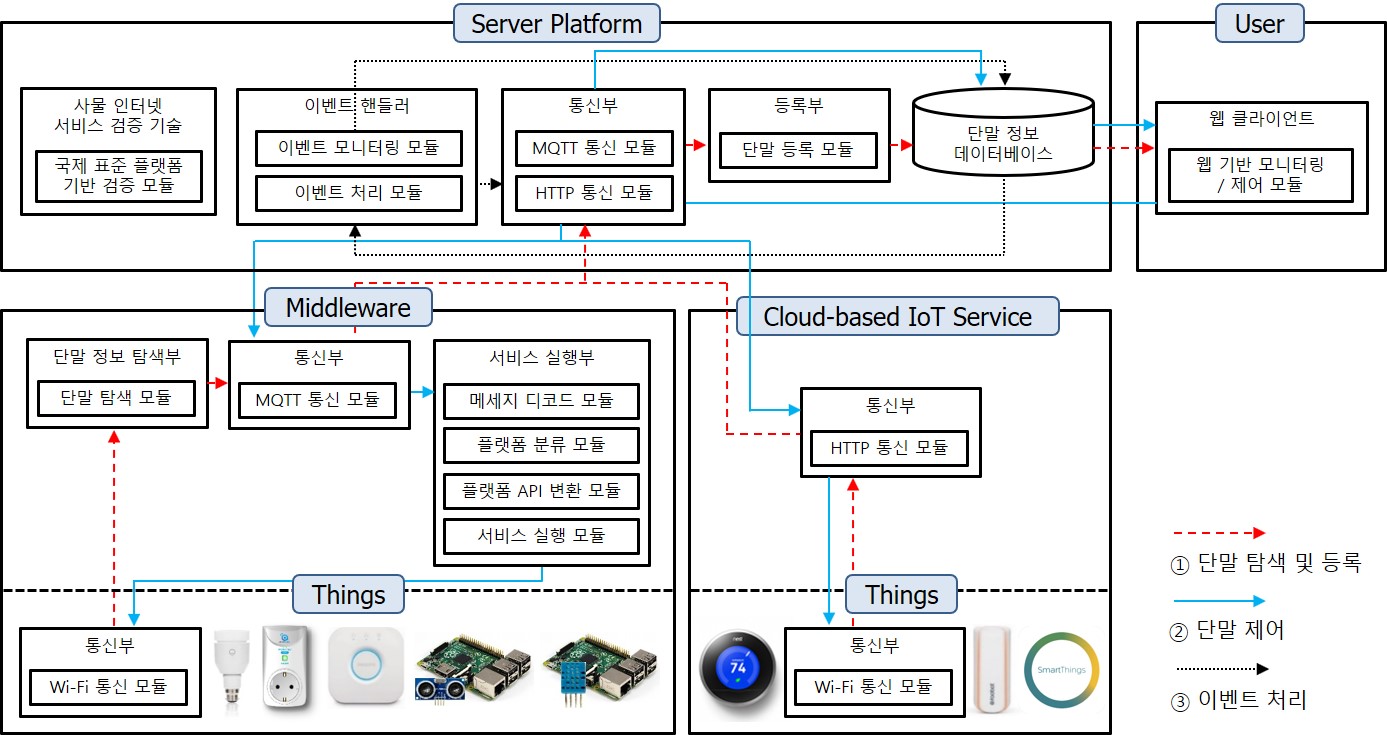 Server Platform
User
사물 인터넷
서비스 검증 기술
국제 표준 플랫폼
기반 검증 모듈
이벤트 핸들러
이벤트 모니터링 모듈
이벤트 처리 모듈
통신부
MQTT 통신 모듈
HTTP 통신 모듈
등록부
단말 등록 모듈
단말 정보
데이터베이스
웹 클라이언트
웹 기반 모니터링
/ 제어 모듈
Middleware
단말 정보 탐색부
단말 탐색 모듈
통신부
MQTT 통신 모듈
서비스 실행부
메세지 디코드 모듈
플랫폼 분류 모듈
플랫폼 API 변환 모듈
서비스 실행 모듈
Cloud-based IoT Service
통신부
HTTP 통신 모듈
Things
통신부
Wi-Fi 통신 모듈
Things
nest
74
통신부
Wi-Fi 통신 모듈
SmartThings
① 단말 탐색 및 등록
② 단말 제어
③ 이벤트 처리